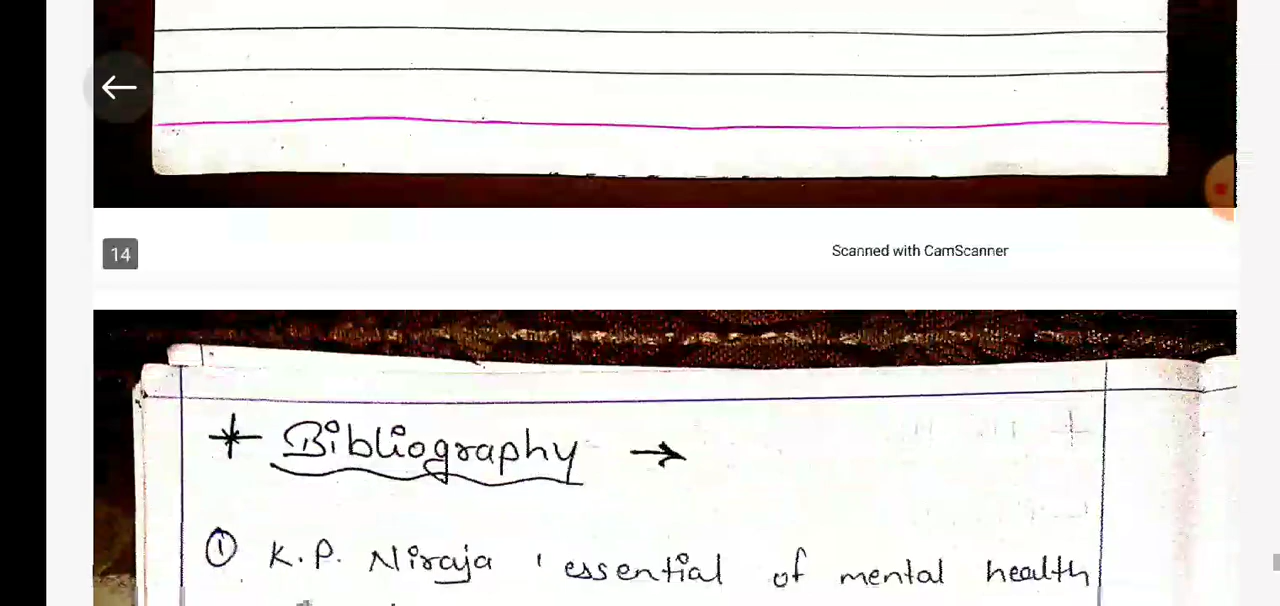 14
Scanned with CamScanner
* Bibliography →
① K.P. Niraja ' essential of mental health